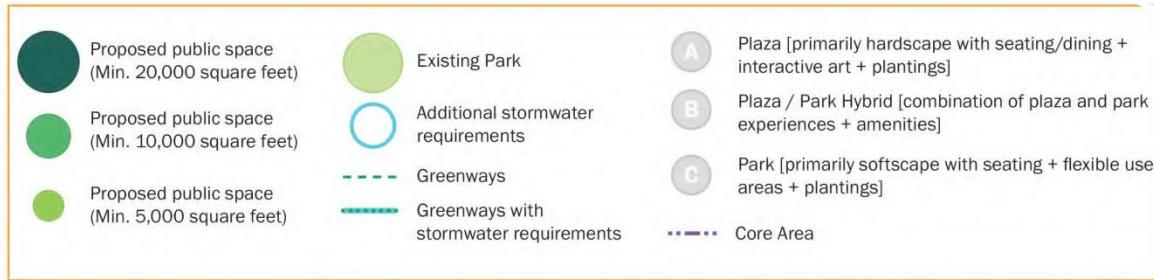 Proposed public space
(Min. 20,000 square feet)
Proposed public space
(Min. 10,000 square feet)
Proposed public space
(Min. 5,000 square feet)
Existing Park
Additional stormwater
requirements
Greenways
Greenways with
stormwater requirements
A
Plaza [primarily hardscape with seating/dining +
interactive art + plantings]
B
Plaza / Park Hybrid [combination of plaza and park
experiences + amenities]
C
Park [primarily softscape with seating + flexible use
areas + plantings]
Core Area